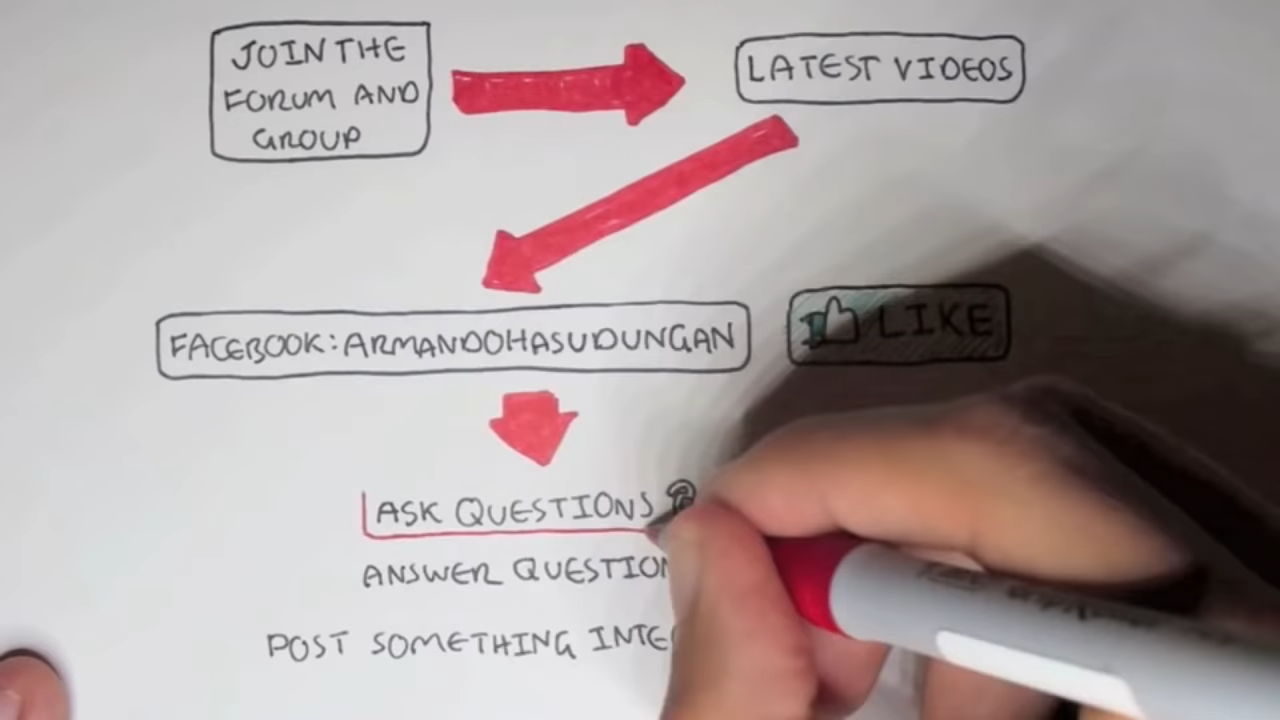 JOIN THE
FORUM AND
GROUP
LATEST VIDEOS
FACEBOOK: ARMANDOHASUDUNGAN
LIKE
ASK QUESTIONS ?
ANSWER
POST SOMETHING